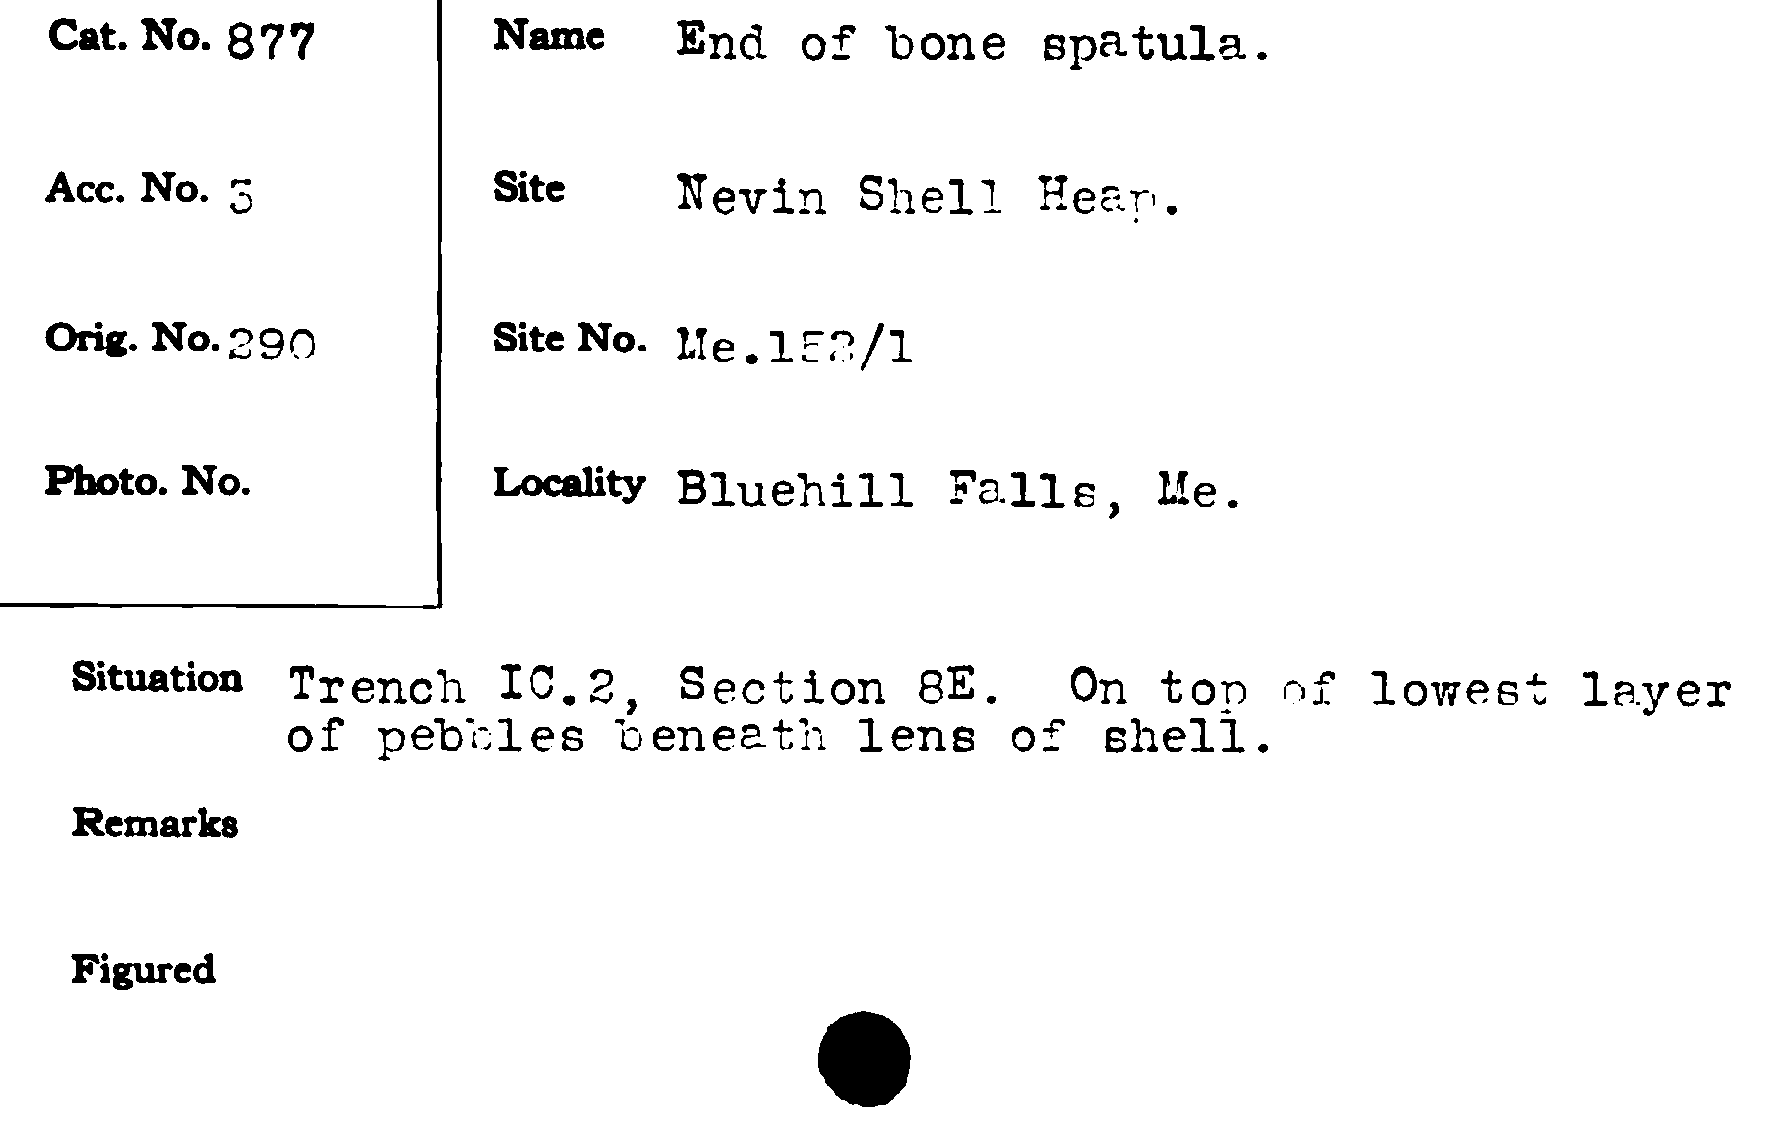 Cat. No. 877
Name End of bone spatula.
Acc. No. 3
Site Nevin Shell Heap.
Orig. No. 290
Site No. Me.152/1
Photo. No.
Locality Bluehill Falls, Me.
Situation Trench IC.2, Section 8E. On top of lowest layer
of pebbles beneath lens of shell.
Remarks
Figured